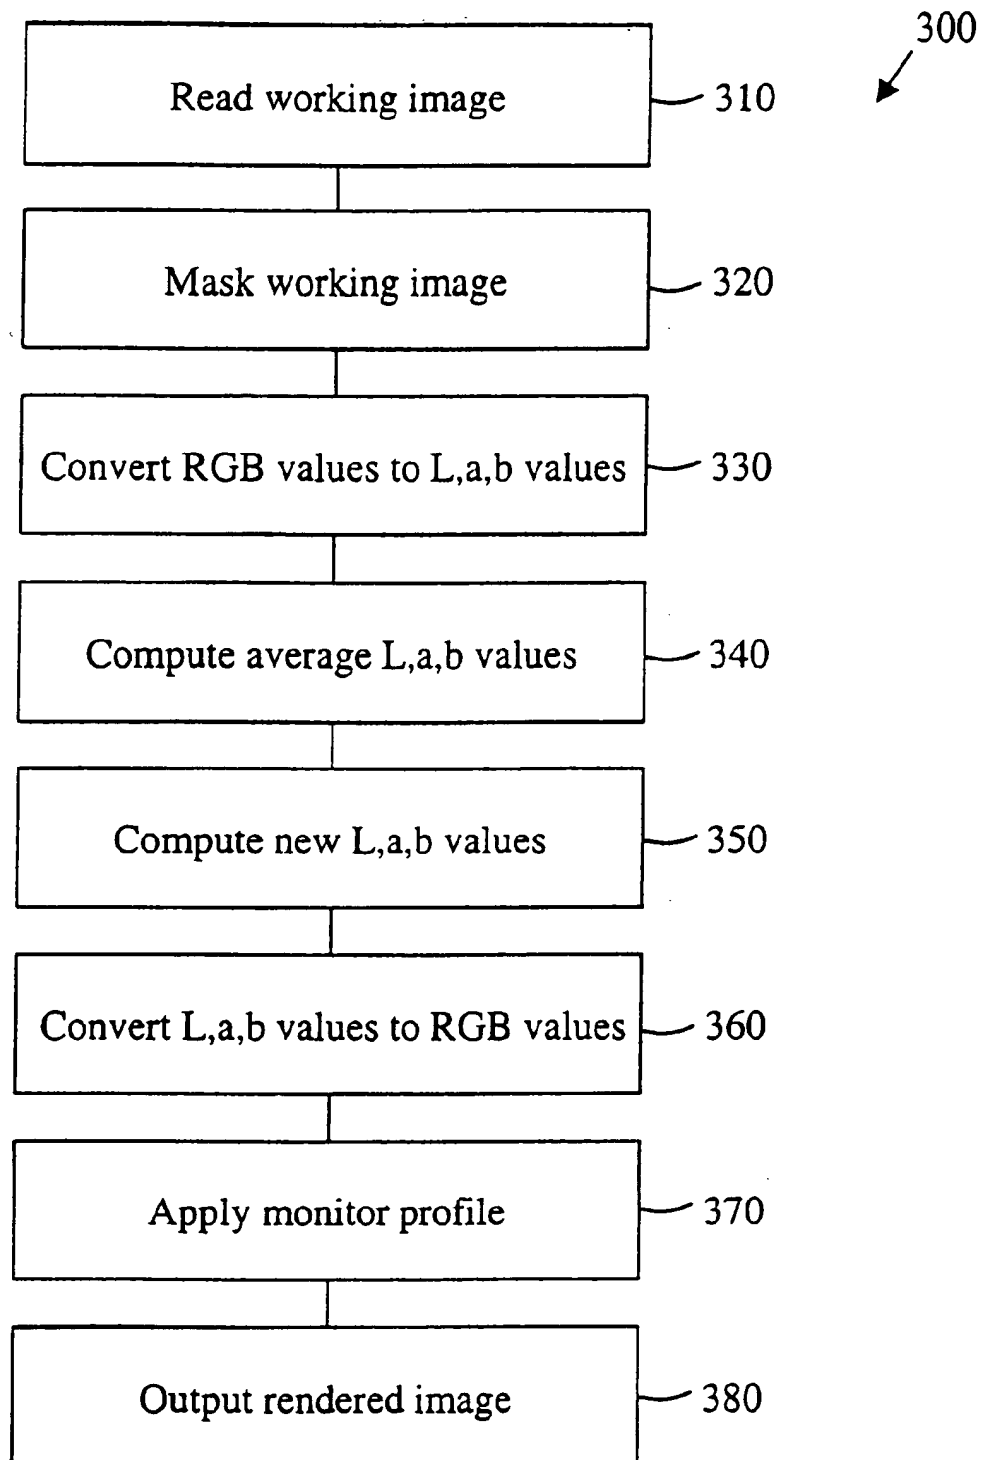 300
Read working image 310
Mask working image 320
Convert RGB values to L,a,b values 330
Compute average L,a,b values 340
Compute new L,a,b values 350
Convert L,a,b values to RGB values 360
Apply monitor profile 370
Output rendered image 380